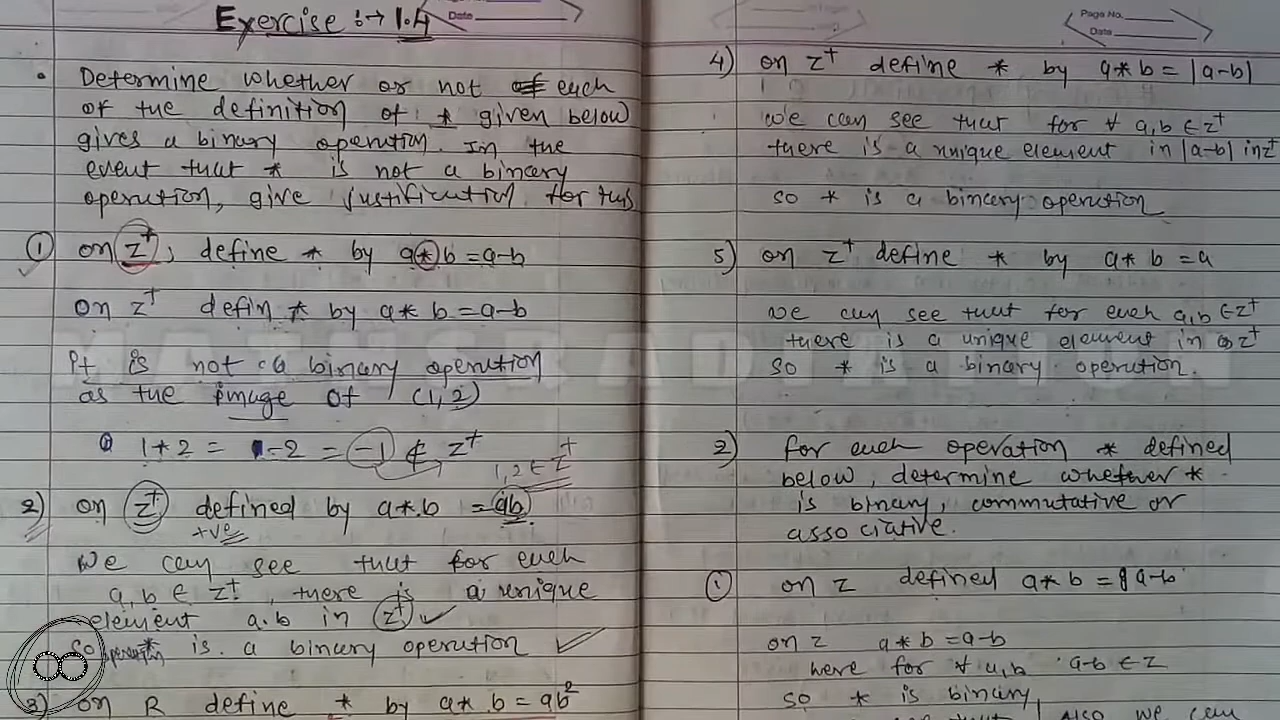 Exercise :→ 1.4
• Determine whether or not of each
of the definition of * given below
gives a binary operation. In the
event that * is not a binary
operation, give justification for this
① on Z⁺, define * by a*b = a-b
on Z⁺ defin * by a*b = a-b
It is not a binary operation
as the image of (1,2)
1*2 = 1-2 = -1 ∉ Z⁺
1,2 ∈ Z⁺
2) on Z⁺ defined by a*b = ab
+ve
We can see that for each
a,b ∈ Z⁺, there is a unique
element a.b in Z⁺ ✓
So * operation is a binary operation ✓
3) on R define * by a*b = ab²
Page No.
Date
4) on Z⁺ define * by a*b = |a-b|
we can see that for ∀ a,b ∈ Z⁺
there is a unique element in |a-b| in Z⁺
so * is a binary operation
5) on Z⁺ define * by a*b = a
we can see that for each a,b ∈ Z⁺
there is a unique element in Z⁺
so * is a binary operation.
2) for each operation * defined
below, determine whether *
is binary, commutative or
associative.
① on Z defined a*b = a-b
on Z a*b = a-b
here for ∀ a,b a-b ∈ Z
so * is binary
also we can